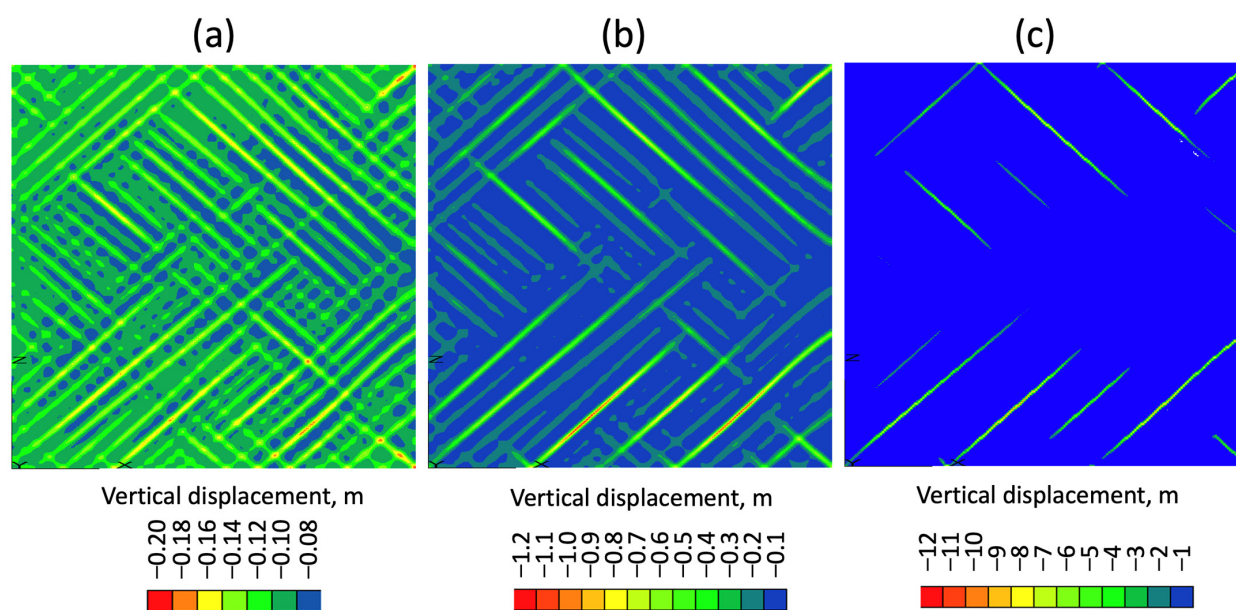 (a) (b) (c)
Z Z Z
Y X Y X Y X
Vertical displacement, m Vertical displacement, m Vertical displacement, m
−0.20 −0.18 −0.16 −0.14 −0.12 −0.10 −0.08
−1.2 −1.1 −1.0 −0.9 −0.8 −0.7 −0.6 −0.5 −0.4 −0.3 −0.2 −0.1
−12 −11 −10 −9 −8 −7 −6 −5 −4 −3 −2 −1